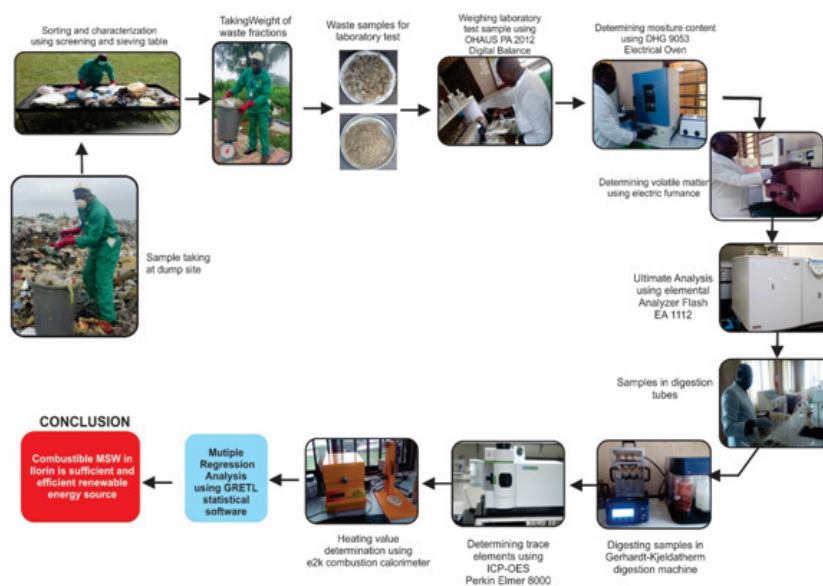 Sorting and characterization
using screening and sieving table
TakingWeight of
waste fractions
Waste samples for
laboratory test
Weighing laboratory
test sample using
OHAUS PA 2012
Digital Balance
Determining mositure content
using DHG 9053
Electrical Oven
Sample taking
at dump site
Determining volatile matter
using electric furnance
Ultimate Analysis
using elemental
Analyzer Flash
EA 1112
Samples in digestion
tubes
Digesting samples in
Gerhardt-Kjeldatherm
digestion machine
Determining trace
elements using
ICP-OES
Perkin Elmer 8000
Heating value
determination using
e2k combustion calorimeter
Mutiple
Regression
Analysis
using GRETL
statistical
software
CONCLUSION
Combustible MSW in
Ilorin is sufficient and
efficient renewable
energy source